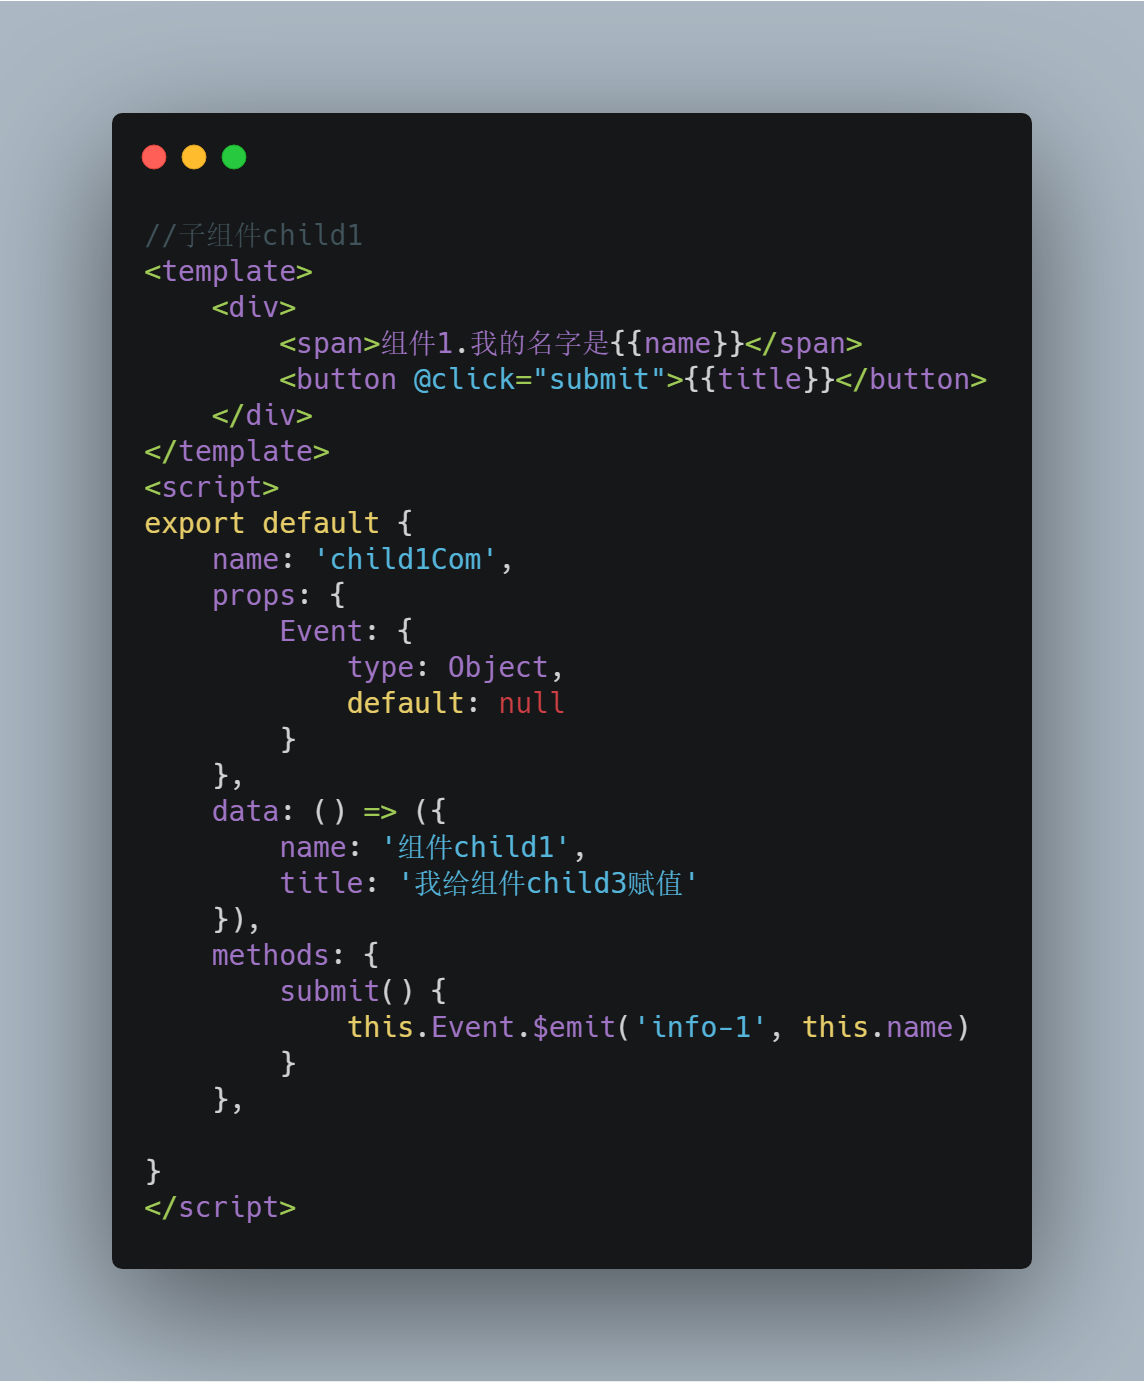 //子组件child1
<template>
    <div>
        <span>组件1.我的名字是{{name}}</span>
        <button @click="submit">{{title}}</button>
    </div>
</template>
<script>
export default {
    name: 'child1Com',
    props: {
        Event: {
            type: Object,
            default: null
        }
    },
    data: () => ({
        name: '组件child1',
        title: '我给组件child3赋值'
    }),
    methods: {
        submit() {
            this.Event.$emit('info-1', this.name)
        }
    },

}
</script>